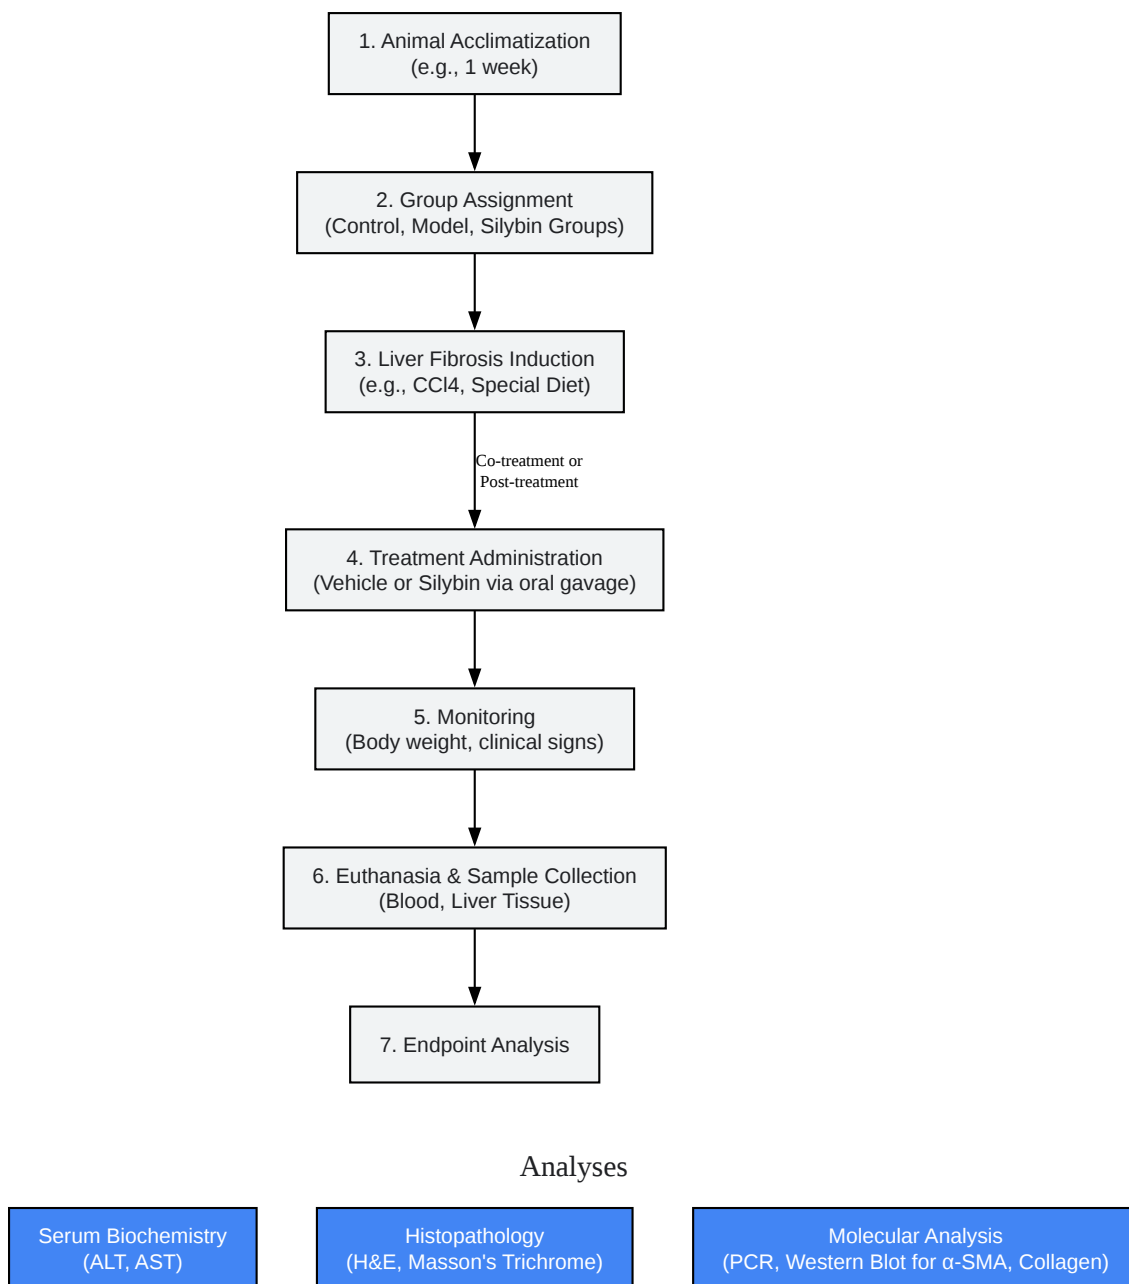 1. Animal Acclimatization
(e.g., 1 week)
2. Group Assignment
(Control, Model, Silybin Groups)
3. Liver Fibrosis Induction
(e.g., CCl4, Special Diet)
Co-treatment or
Post-treatment
4. Treatment Administration
(Vehicle or Silybin via oral gavage)
5. Monitoring
(Body weight, clinical signs)
6. Euthanasia & Sample Collection
(Blood, Liver Tissue)
7. Endpoint Analysis
Analyses
Serum Biochemistry
(ALT, AST)
Histopathology
(H&E, Masson's Trichrome)
Molecular Analysis
(PCR, Western Blot for α-SMA, Collagen)